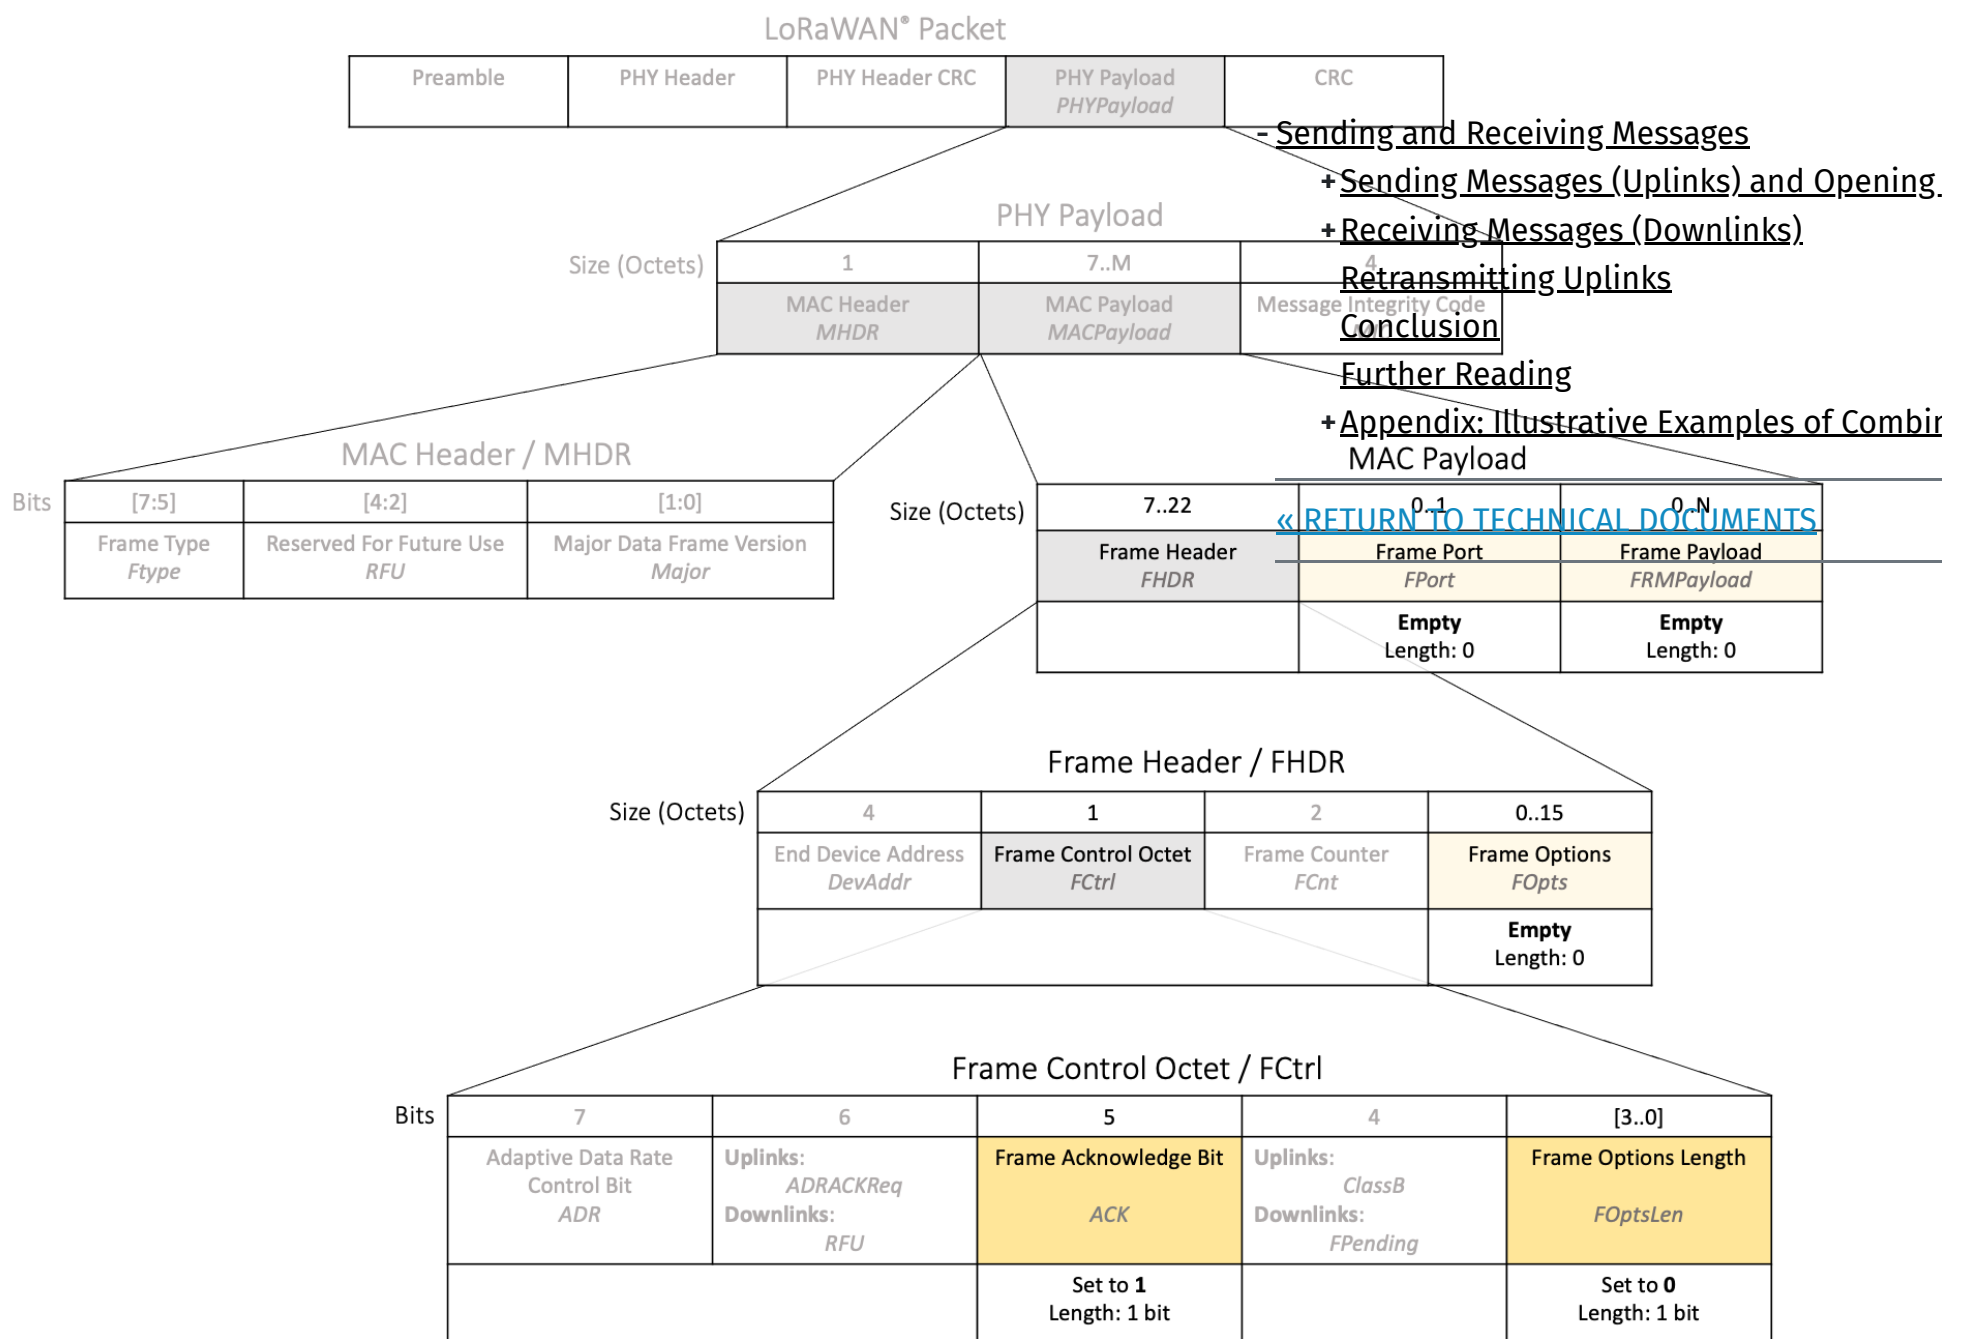 LoRaWAN® Packet
Preamble
PHY Header
PHY Header CRC
PHY Payload
PHYPayload
CRC
- Sending and Receiving Messages
+ Sending Messages (Uplinks) and Opening
+ Receiving Messages (Downlinks)
Retransmitting Uplinks
Conclusion
Further Reading
+ Appendix: Illustrative Examples of Combin
« RETURN TO TECHNICAL DOCUMENTS
PHY Payload
Size (Octets)
1
7..M
4
MAC Header
MHDR
MAC Payload
MACPayload
Message Integrity Code
MAC Header / MHDR
Bits
[7:5]
[4:2]
[1:0]
Frame Type
Ftype
Reserved For Future Use
RFU
Major Data Frame Version
Major
MAC Payload
Size (Octets)
7..22
0..1
0..N
Frame Header
FHDR
Frame Port
FPort
Frame Payload
FRMPayload
Empty
Length: 0
Empty
Length: 0
Frame Header / FHDR
Size (Octets)
4
1
2
0..15
End Device Address
DevAddr
Frame Control Octet
FCtrl
Frame Counter
FCnt
Frame Options
FOpts
Empty
Length: 0
Frame Control Octet / FCtrl
Bits
7
6
5
4
[3..0]
Adaptive Data Rate
Control Bit
ADR
Uplinks:
ADRACKReq
Downlinks:
RFU
Frame Acknowledge Bit
ACK
Uplinks:
ClassB
Downlinks:
FPending
Frame Options Length
FOptsLen
Set to 1
Length: 1 bit
Set to 0
Length: 1 bit